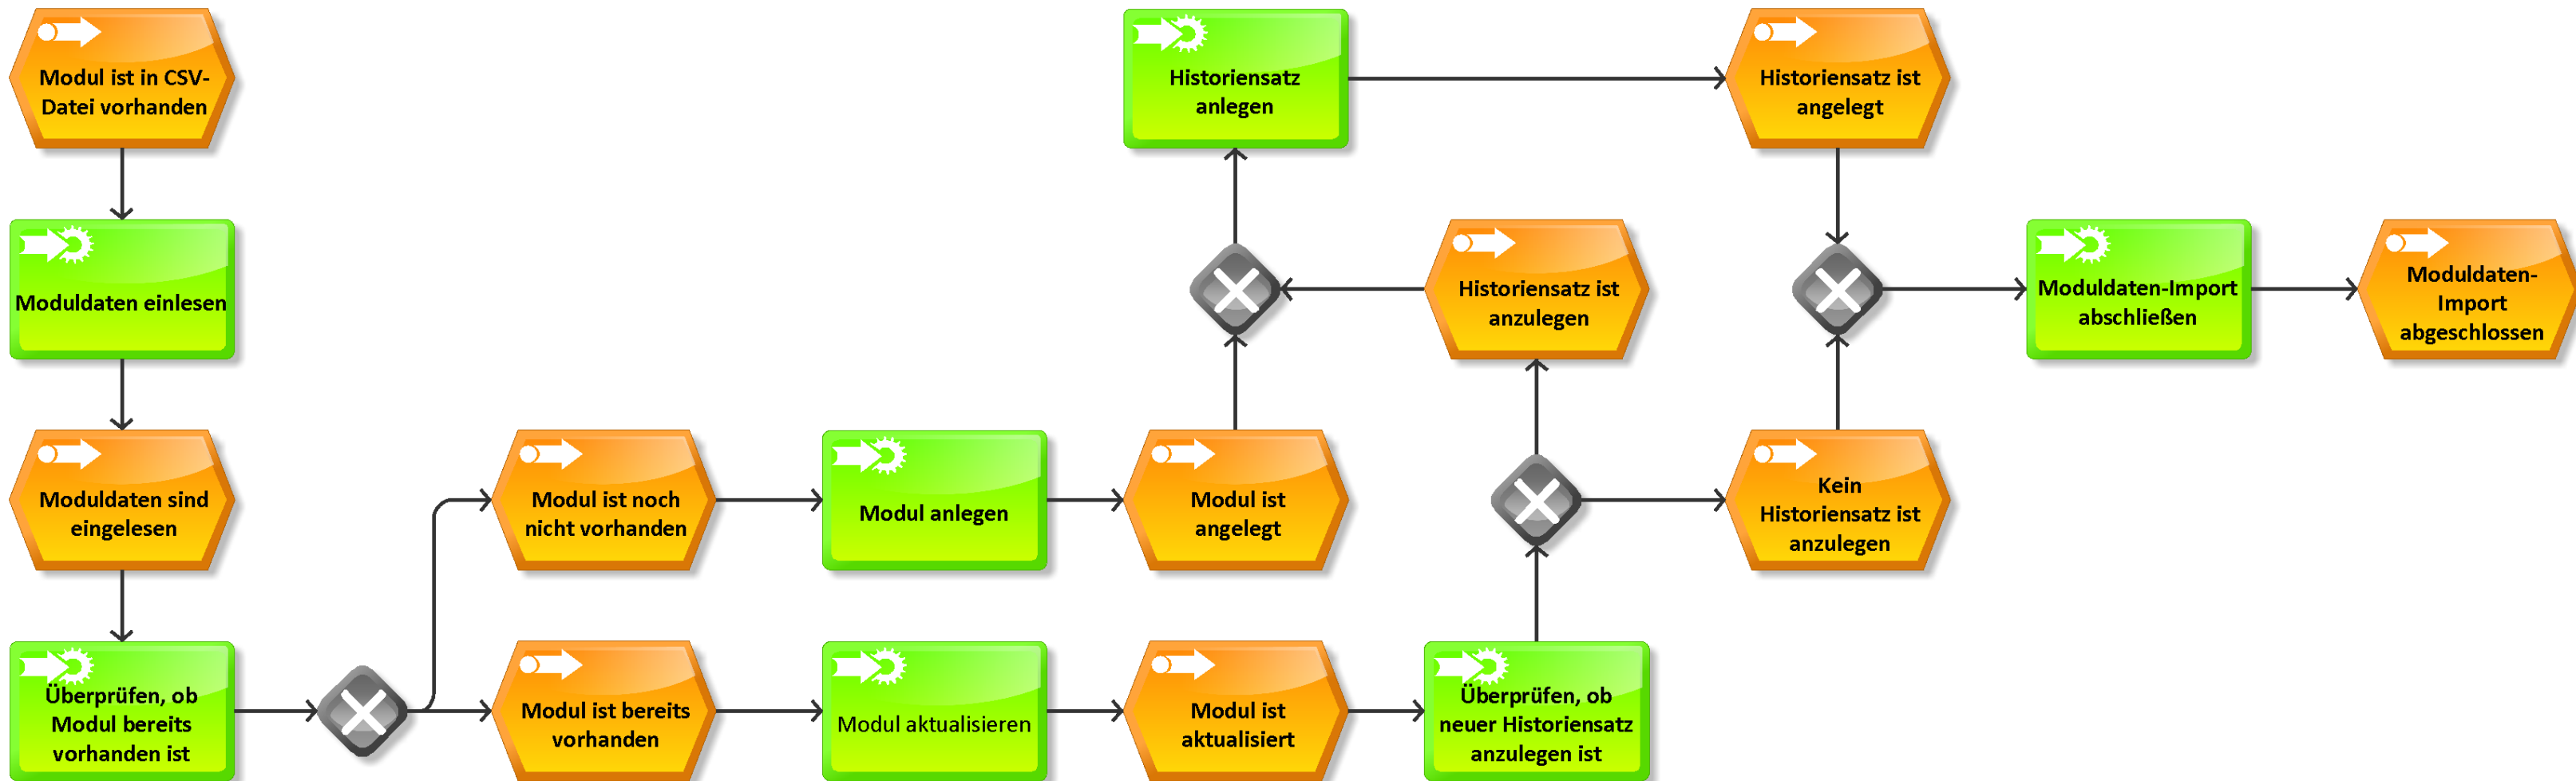 Modul ist in CSV-
Datei vorhanden
Moduldaten einlesen
Moduldaten sind
eingelesen
Überprüfen, ob
Modul bereits
vorhanden ist
Modul ist noch
nicht vorhanden
Modul anlegen
Modul ist
angelegt
Modul ist bereits
vorhanden
Modul aktualisieren
Modul ist
aktualisiert
Überprüfen, ob
neuer Historiensatz
anzulegen ist
Historiensatz ist
anzulegen
Kein
Historiensatz ist
anzulegen
Historiensatz
anlegen
Historiensatz ist
angelegt
Moduldaten-Import
abschließen
Moduldaten-
Import
abgeschlossen